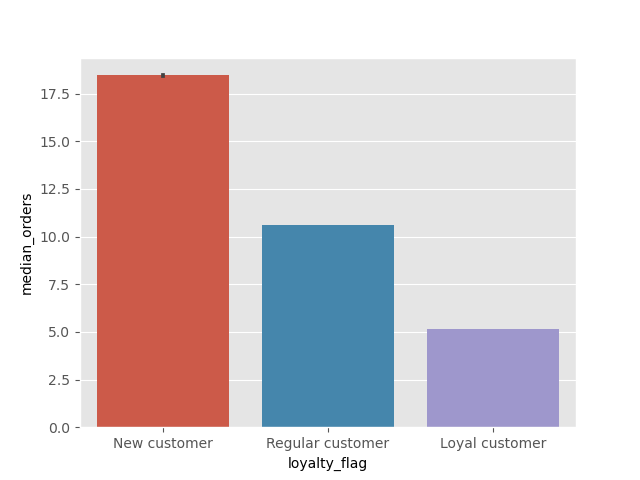 17.5
15.0
12.5
10.0
7.5
5.0
2.5
0.0
median_orders
New customer
Regular customer
Loyal customer
loyalty_flag